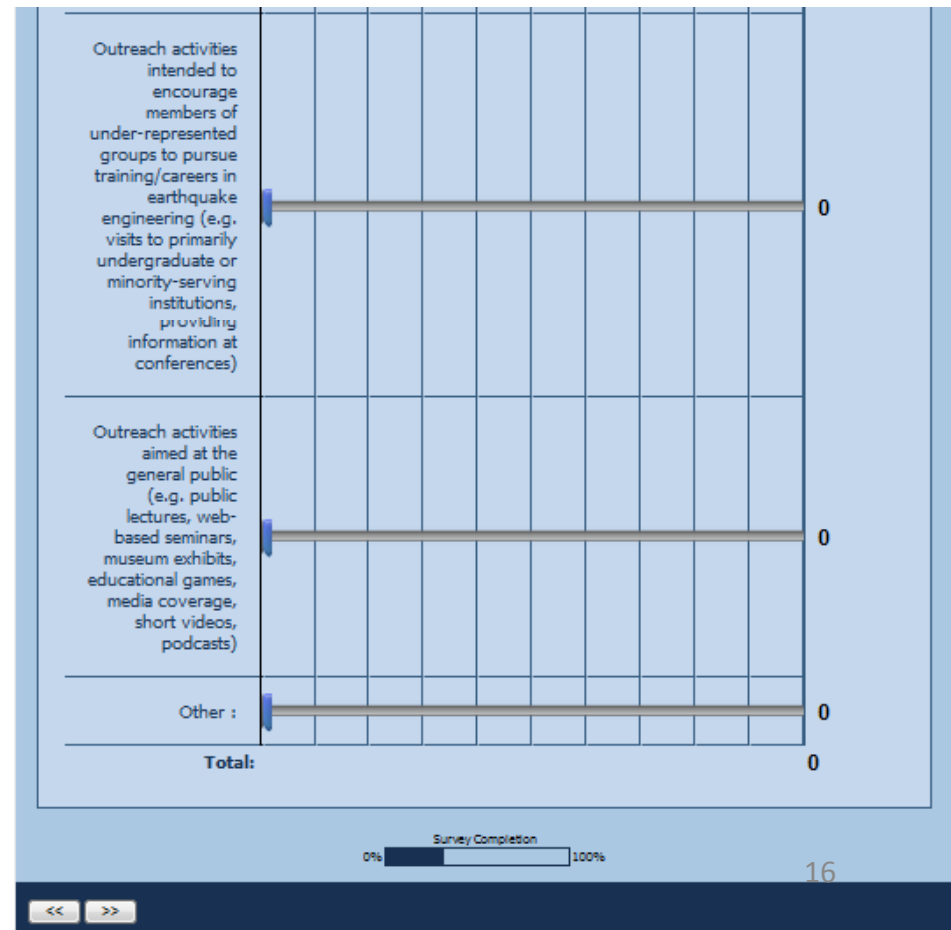 Outreach activities
intended to
encourage
members of
under-represented
groups to pursue
training/careers in
earthquake
engineering (e.g.
visits to primarily
undergraduate or
minority-serving
institutions,
providing
information at
conferences)
0
Outreach activities
aimed at the
general public
(e.g. public
lectures, web-
based seminars,
museum exhibits,
educational games,
media coverage,
short videos,
podcasts)
0
Other :
0
Total:
0
Survey Completion
0% 100%
16
<< >>